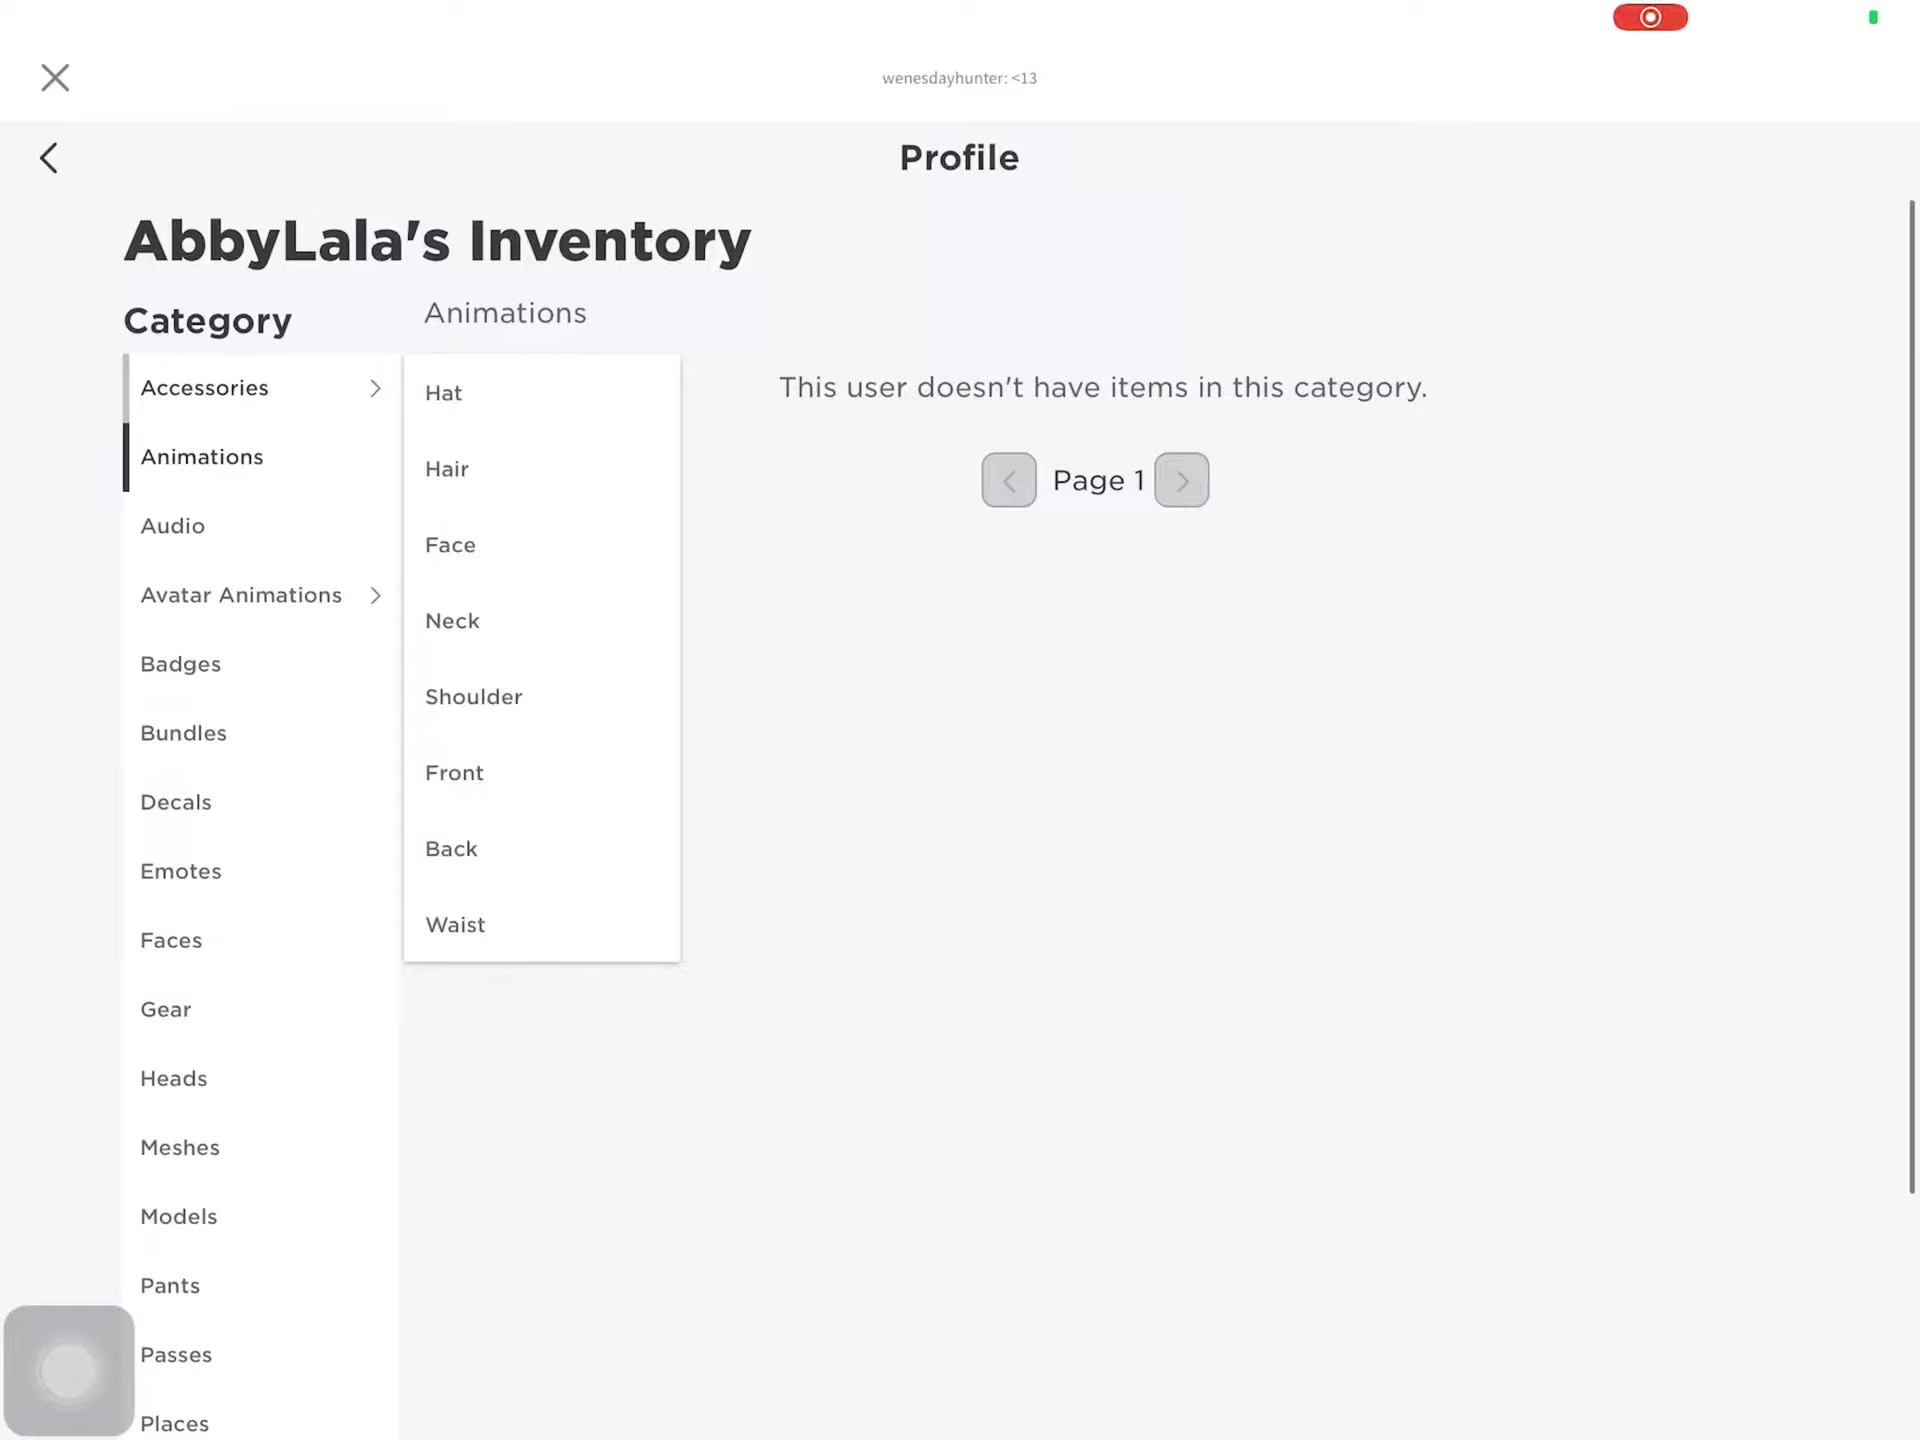 wenesdayhunter: <13
Profile
AbbyLala's Inventory
Category
Animations
Accessories
Animations
Audio
Avatar Animations
Badges
Bundles
Decals
Emotes
Faces
Gear
Heads
Meshes
Models
Pants
Passes
Places
Hat
Hair
Face
Neck
Shoulder
Front
Back
Waist
This user doesn't have items in this category.
Page 1